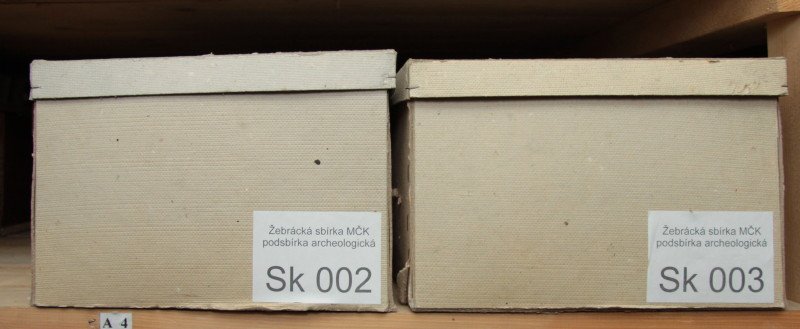 Žebrácká sbírka MČK
podsbírka archeologická
Sk 002
Žebrácká sbírka MČK
podsbírka archeologická
Sk 003
A 4